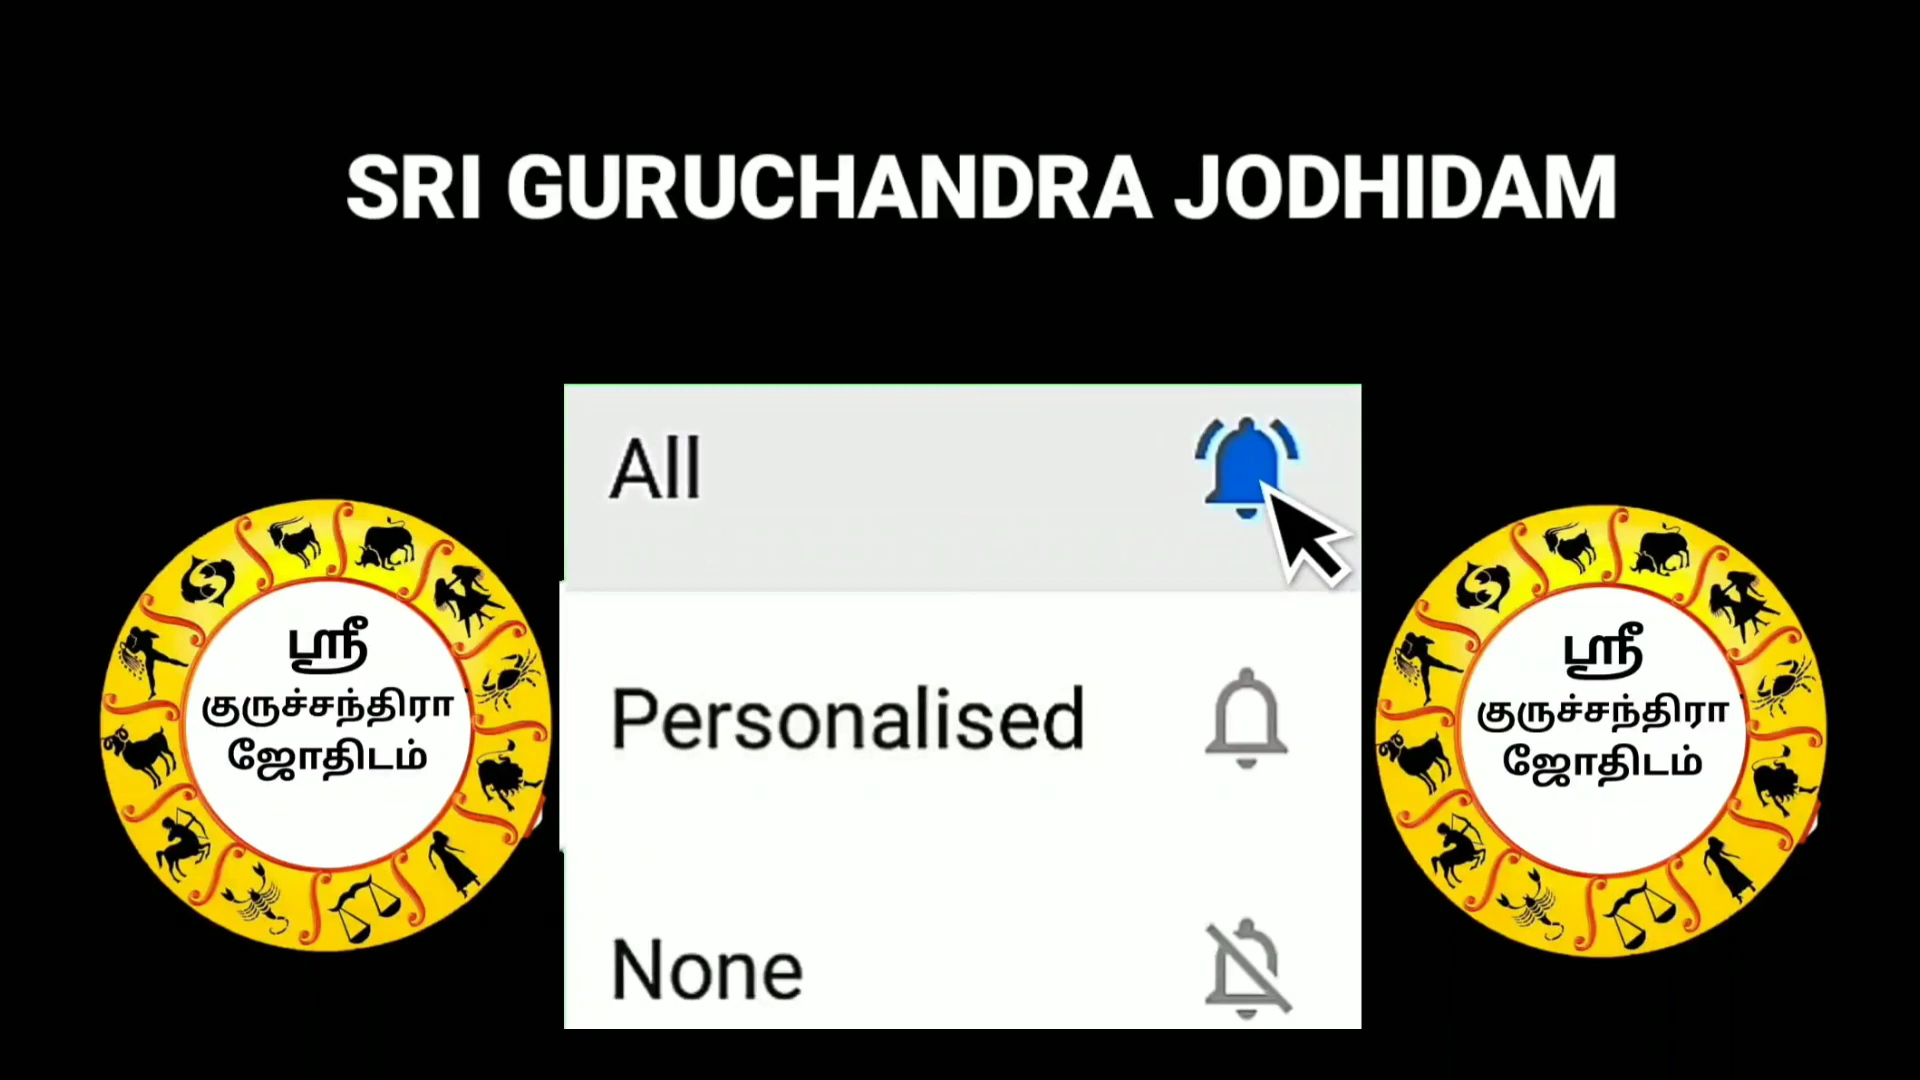 SRI GURUCHANDRA JODHIDAM
All
Personalised
None
ஸ்ரீ
குருச்சந்திரா
ஜோதிடம்
ஸ்ரீ
குருச்சந்திரா
ஜோதிடம்